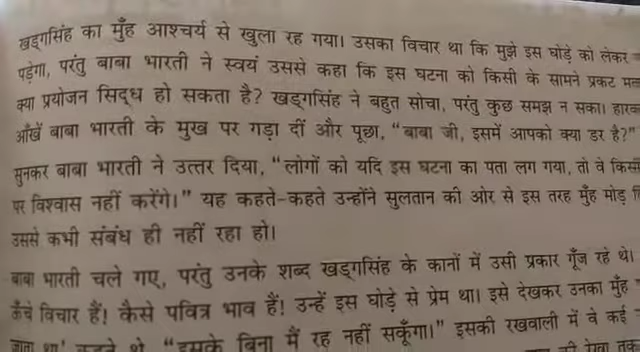 खड्गसिंह का मुँह आश्चर्य से खुला रह गया। उसका विचार था कि मुझे इस घोड़े को लेकर
पड़ेगा, परंतु बाबा भारती ने स्वयं उससे कहा कि इस घटना को किसी के सामने प्रकट मत
क्या प्रयोजन सिद्ध हो सकता है? खड्गसिंह ने बहुत सोचा, परंतु कुछ समझ न सका। हारक
आँखें बाबा भारती के मुख पर गड़ा दीं और पूछा, “बाबा जी, इसमें आपको क्या डर है?”
सुनकर बाबा भारती ने उत्तर दिया, “लोगों को यदि इस घटना का पता लग गया, तो वे किसी
पर विश्वास नहीं करेंगे।” यह कहते-कहते उन्होंने सुलतान की ओर से इस तरह मुँह मोड़
उससे कभी संबंध ही नहीं रहा हो।
बाबा भारती चले गए, परंतु उनके शब्द खड्गसिंह के कानों में उसी प्रकार गूँज रहे थे।
ऊँचे विचार हैं! कैसे पवित्र भाव हैं! उन्हें इस घोड़े से प्रेम था। इसे देखकर उनका मुँह
जाता था। कहते थे, “इसके बिना मैं रह नहीं सकूँगा।” इसकी रखवाली में वे कई